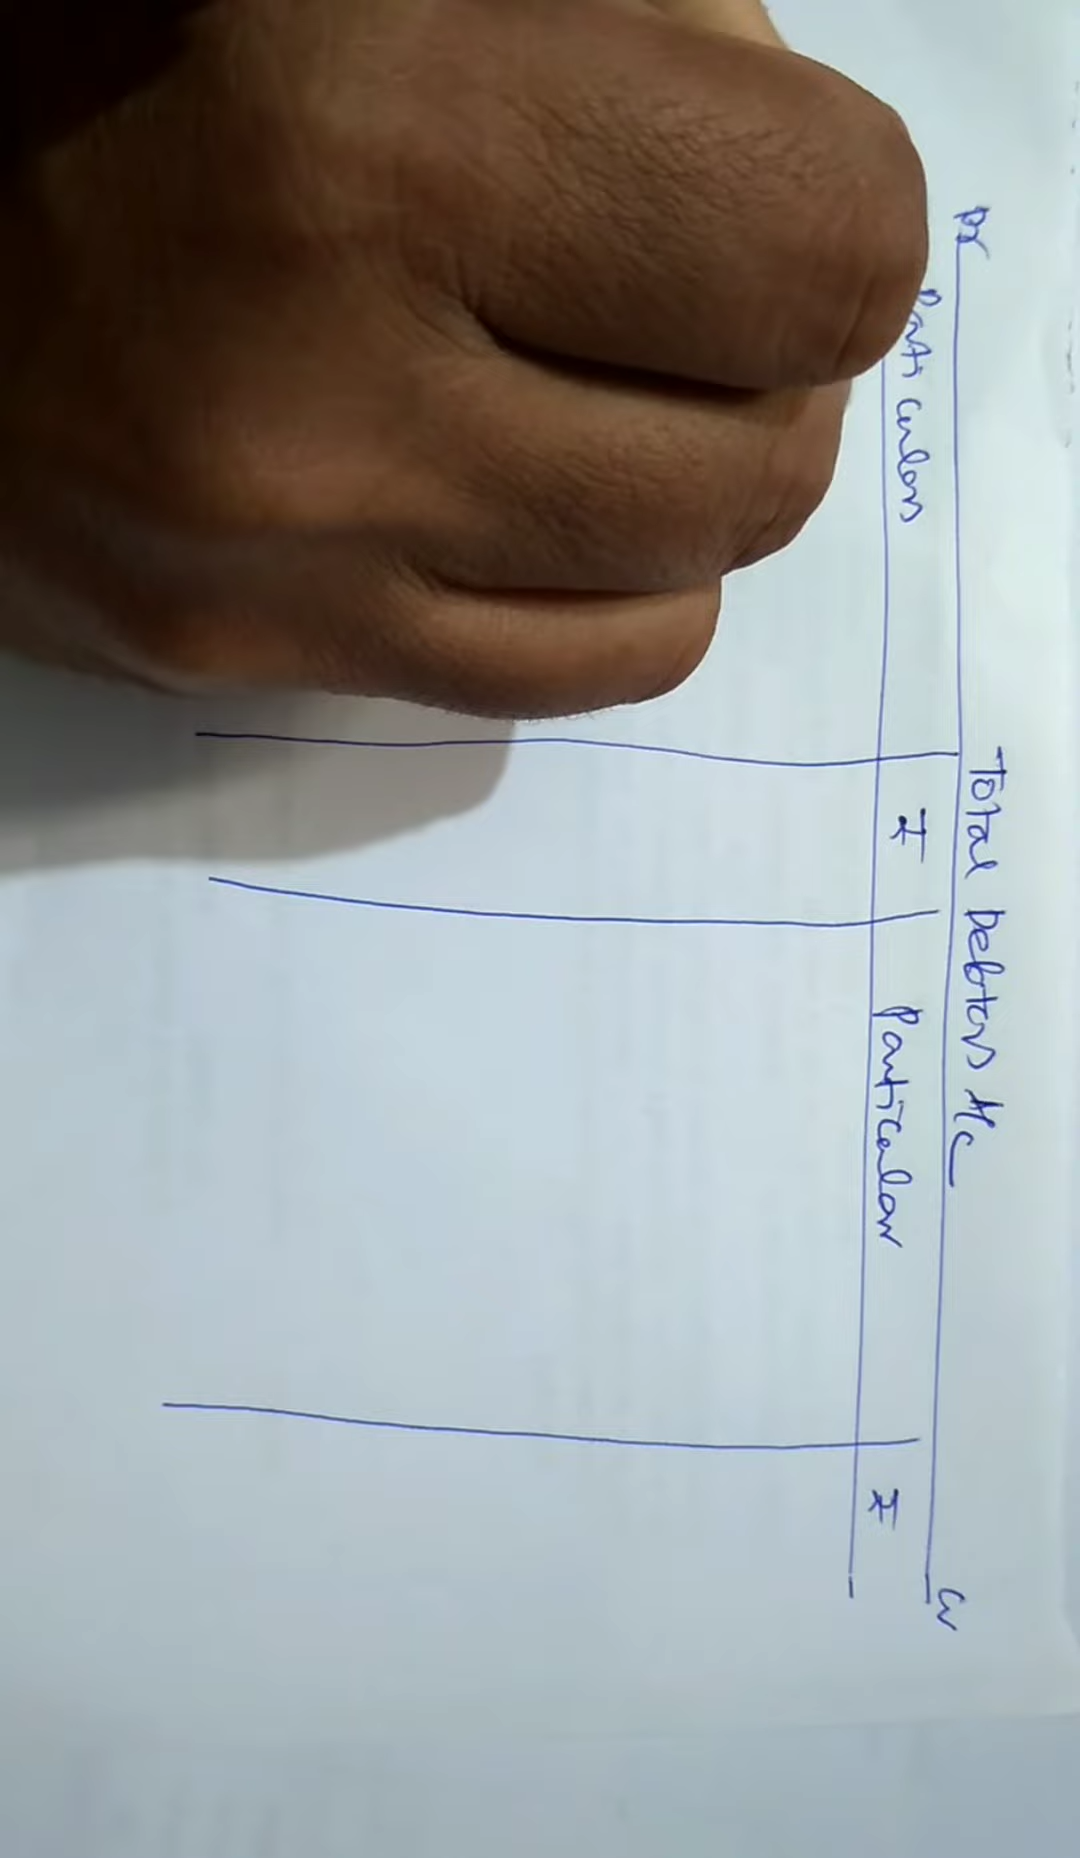 Total Debtors A/c
Dr Cr
Particulars ₹ Particular ₹